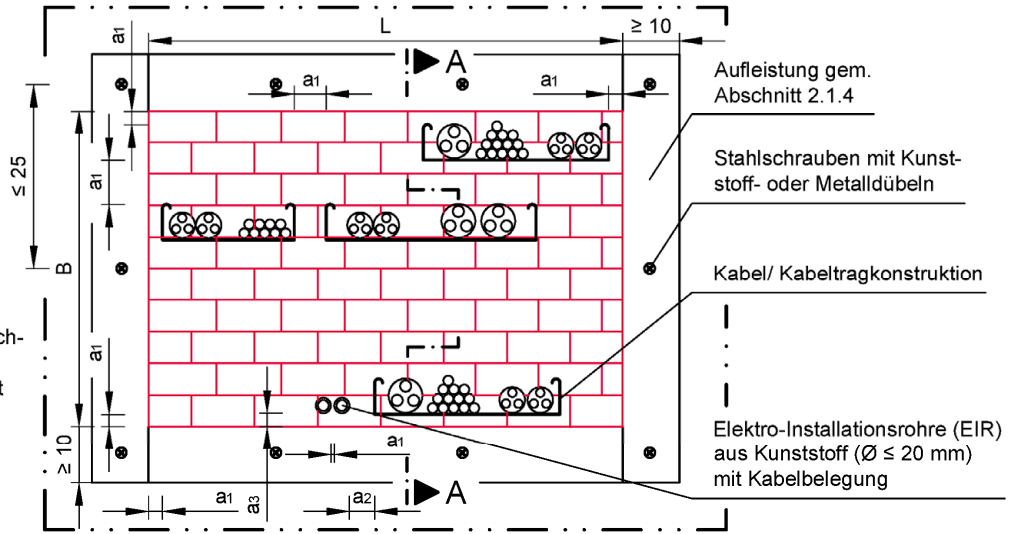 L
≥ 10
a1
A
a1
a1
Aufleistung gem.
Abschnitt 2.1.4
≤ 25
a1
Stahlschrauben mit Kunst-
stoff- oder Metalldübeln
B
Kabel/ Kabeltragkonstruktion
ch-
t
a1
≥ 10
a1
Elektro-Installationsrohre (EIR)
aus Kunststoff (Ø ≤ 20 mm)
mit Kabelbelegung
a1
a3
a2
A